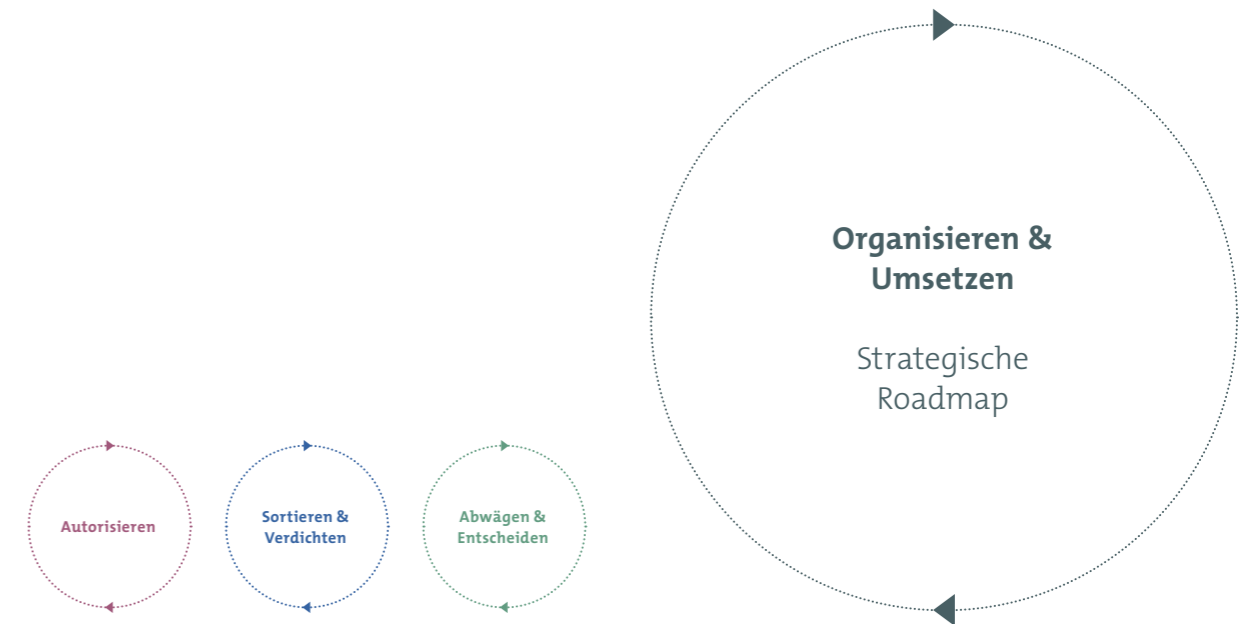 Organisieren &
Umsetzen
Strategische
Roadmap
Autorisieren
Sortieren &
Verdichten
Abwägen &
Entscheiden